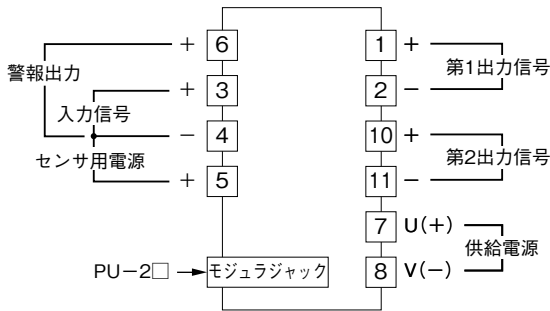 警報出力
入力信号
センサ用電源
+ 6
+ 3
− 4
+ 5
PU−2□
モジュラジャック
1 +
2 −
第1出力信号
10 +
11 −
第2出力信号
7 U(+)
8 V(−)
供給電源